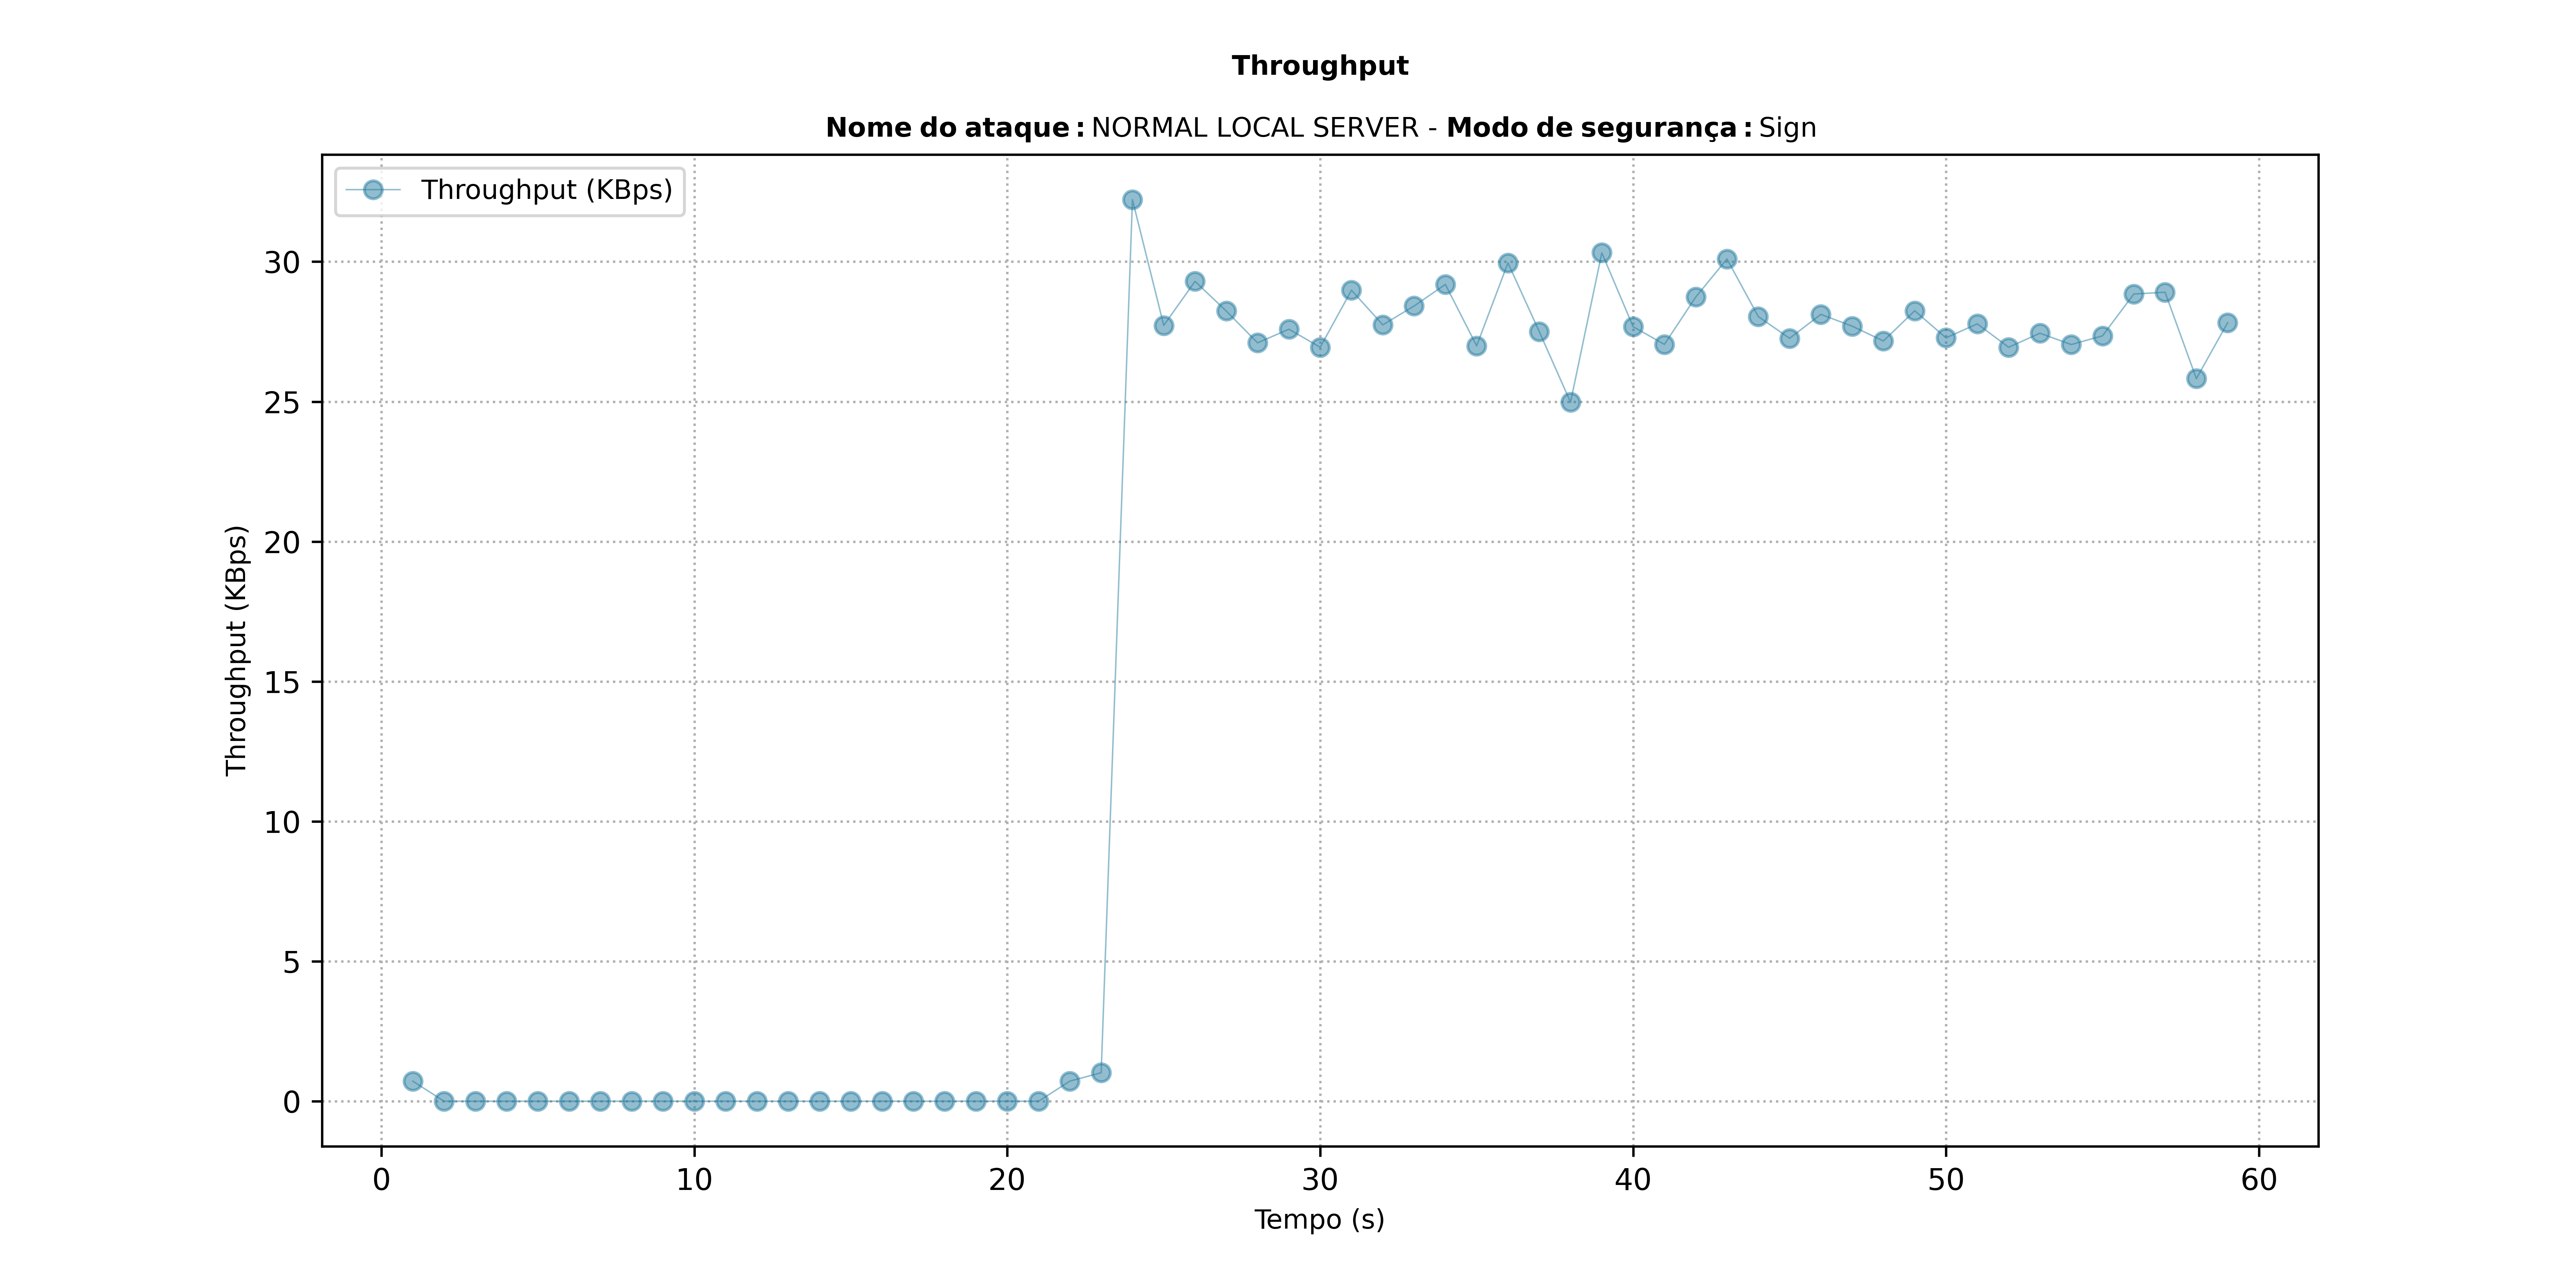 Throughput
Nome do ataque: NORMAL LOCAL SERVER - Modo de segurança: Sign
Throughput (KBps)
Throughput (KBps)
30
25
20
15
10
5
0
0 10 20 30 40 50 60
Tempo (s)